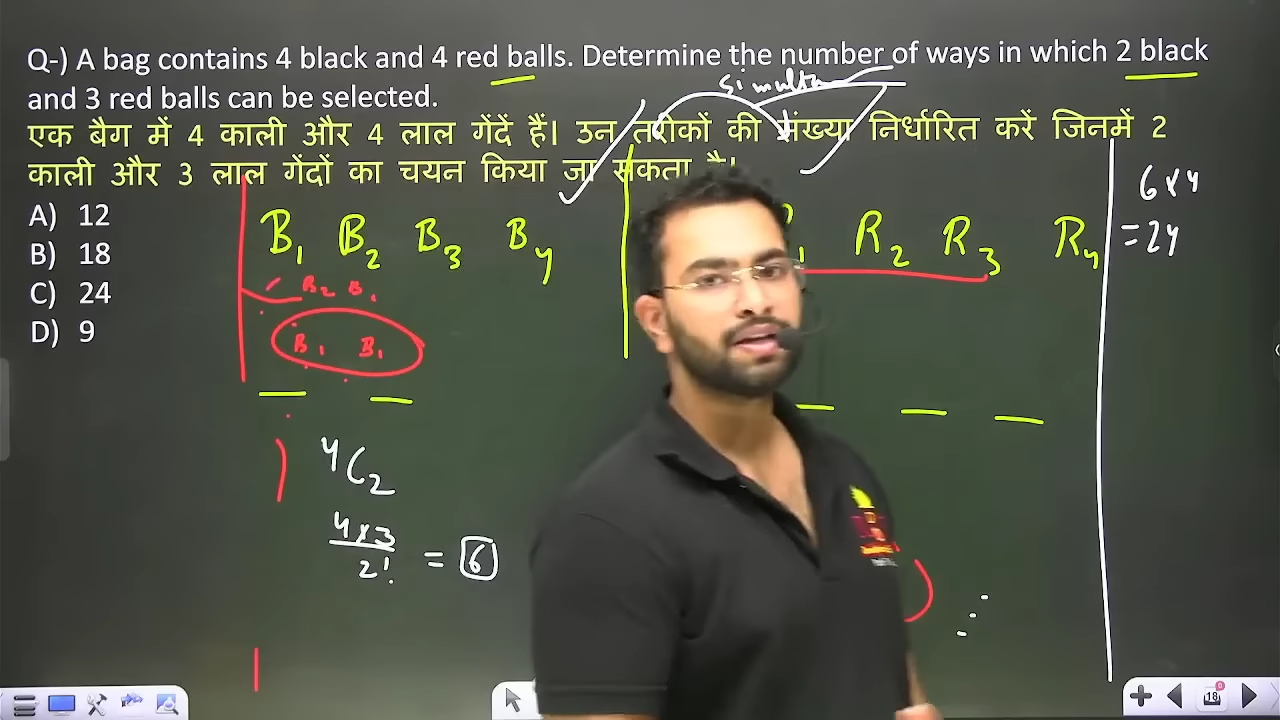 Q-) A bag contains 4 black and 4 red balls. Determine the number of ways in which 2 black
and 3 red balls can be selected.
एक बैग में 4 काली और 4 लाल गेंदें हैं। उन तरीकों की संख्या निर्धारित करें जिनमें 2
काली और 3 लाल गेंदों का चयन किया जा सकता है।
A) 12
B) 18
C) 24
D) 9
B₁ B₂ B₃ B₄
R₂ R₃ R₄
6×4
=24
B₂ B₁
B₁ B₁
4C₂
4×3
2! = 6
18